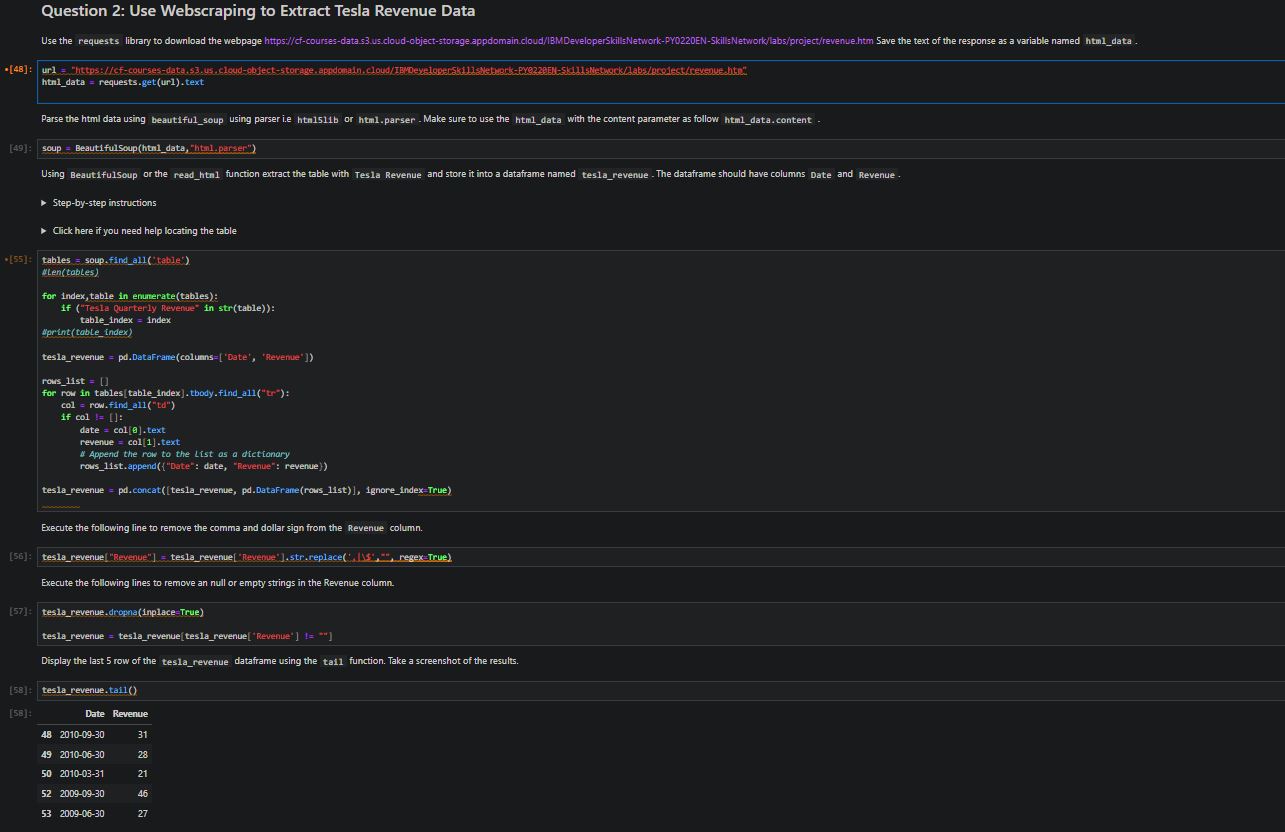 Question 2: Use Webscraping to Extract Tesla Revenue Data
Use the requests library to download the webpage https://cf-courses-data.s3.us.cloud-object-storage.appdomain.cloud/IBMDeveloperSkillsNetwork-PY0220EN-SkillsNetwork/labs/project/revenue.htm Save the text of the response as a variable named html_data .
•[48]: url = "https://cf-courses-data.s3.us.cloud-object-storage.appdomain.cloud/IBMDeveloperSkillsNetwork-PY0220EN-SkillsNetwork/labs/project/revenue.htm"
html_data = requests.get(url).text
Parse the html data using beautiful_soup using parser i.e html5lib or html.parser . Make sure to use the html_data with the content parameter as follow html_data.content .
[49]: soup = BeautifulSoup(html_data,"html.parser")
Using BeautifulSoup or the read_html function extract the table with Tesla Revenue and store it into a dataframe named tesla_revenue . The dataframe should have columns Date and Revenue .
▶ Step-by-step instructions
▶ Click here if you need help locating the table
•[55]: tables = soup.find_all('table')
#len(tables)
for index,table in enumerate(tables):
    if ("Tesla Quarterly Revenue" in str(table)):
        table_index = index
#print(table_index)
tesla_revenue = pd.DataFrame(columns=['Date', 'Revenue'])
rows_list = []
for row in tables[table_index].tbody.find_all("tr"):
    col = row.find_all("td")
    if col != []:
        date = col[0].text
        revenue = col[1].text
        # Append the row to the list as a dictionary
        rows_list.append({"Date": date, "Revenue": revenue})
tesla_revenue = pd.concat([tesla_revenue, pd.DataFrame(rows_list)], ignore_index=True)
Execute the following line to remove the comma and dollar sign from the Revenue column.
[56]: tesla_revenue["Revenue"] = tesla_revenue['Revenue'].str.replace(',|\$',"", regex=True)
Execute the following lines to remove an null or empty strings in the Revenue column.
[57]: tesla_revenue.dropna(inplace=True)
tesla_revenue = tesla_revenue[tesla_revenue['Revenue'] != ""]
Display the last 5 row of the tesla_revenue dataframe using the tail function. Take a screenshot of the results.
[58]: tesla_revenue.tail()
[58]: Date Revenue
48 2010-09-30 31
49 2010-06-30 28
50 2010-03-31 21
52 2009-09-30 46
53 2009-06-30 27